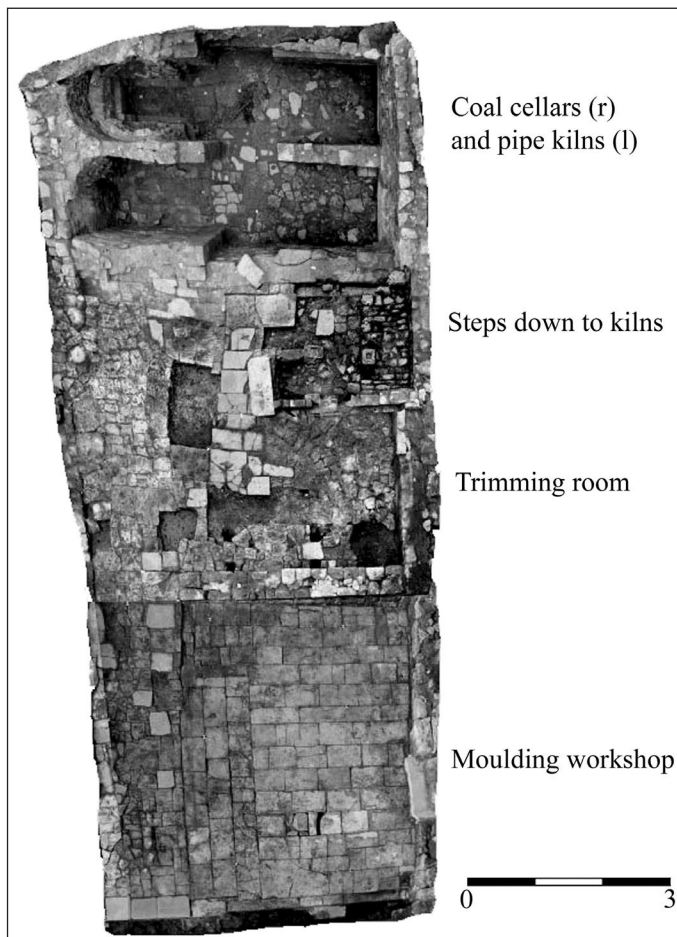 Coal cellars (r)
and pipe kilns (l)
Steps down to kilns
Trimming room
Moulding workshop
0 3